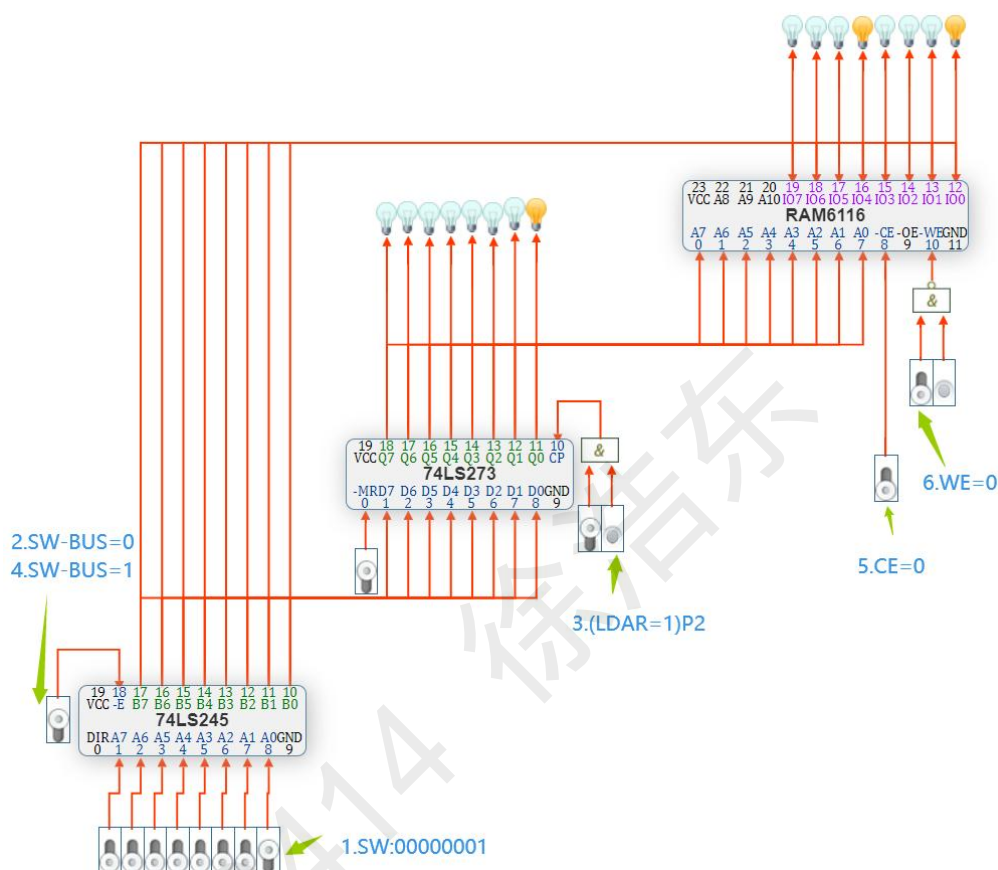 19 18 17 16 15 14 13 12
IO7 IO6 IO5 IO4 IO3 IO2 IO1 IO0
23 22 21 20
VCC A8 A9 A10
RAM6116
A7 A6 A5 A4 A3 A2 A1 A0 -CE -OE -WE GND
0 1 2 3 4 5 6 7 8 9 10 11
&
6.WE=0
5.CE=0
19 18 17 16 15 14 13 12 11 10
VCC Q7 Q6 Q5 Q4 Q3 Q2 Q1 Q0 CP
74LS273
-MR D7 D6 D5 D4 D3 D2 D1 D0 GND
0 1 2 3 4 5 6 7 8 9
&
3.(LDAR=1)P2
2.SW-BUS=0
4.SW-BUS=1
19 18 17 16 15 14 13 12 11 10
VCC -E B7 B6 B5 B4 B3 B2 B1 B0
74LS245
DIR A7 A6 A5 A4 A3 A2 A1 A0 GND
0 1 2 3 4 5 6 7 8 9
1.SW:00000001
414 徐浩东